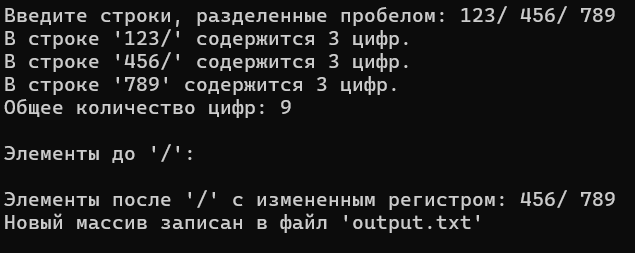 Введите строки, разделенные пробелом: 123/ 456/ 789
В строке '123/' содержится 3 цифр.
В строке '456/' содержится 3 цифр.
В строке '789' содержится 3 цифр.
Общее количество цифр: 9
Элементы до '/':
Элементы после '/' с измененным регистром: 456/ 789
Новый массив записан в файл 'output.txt'